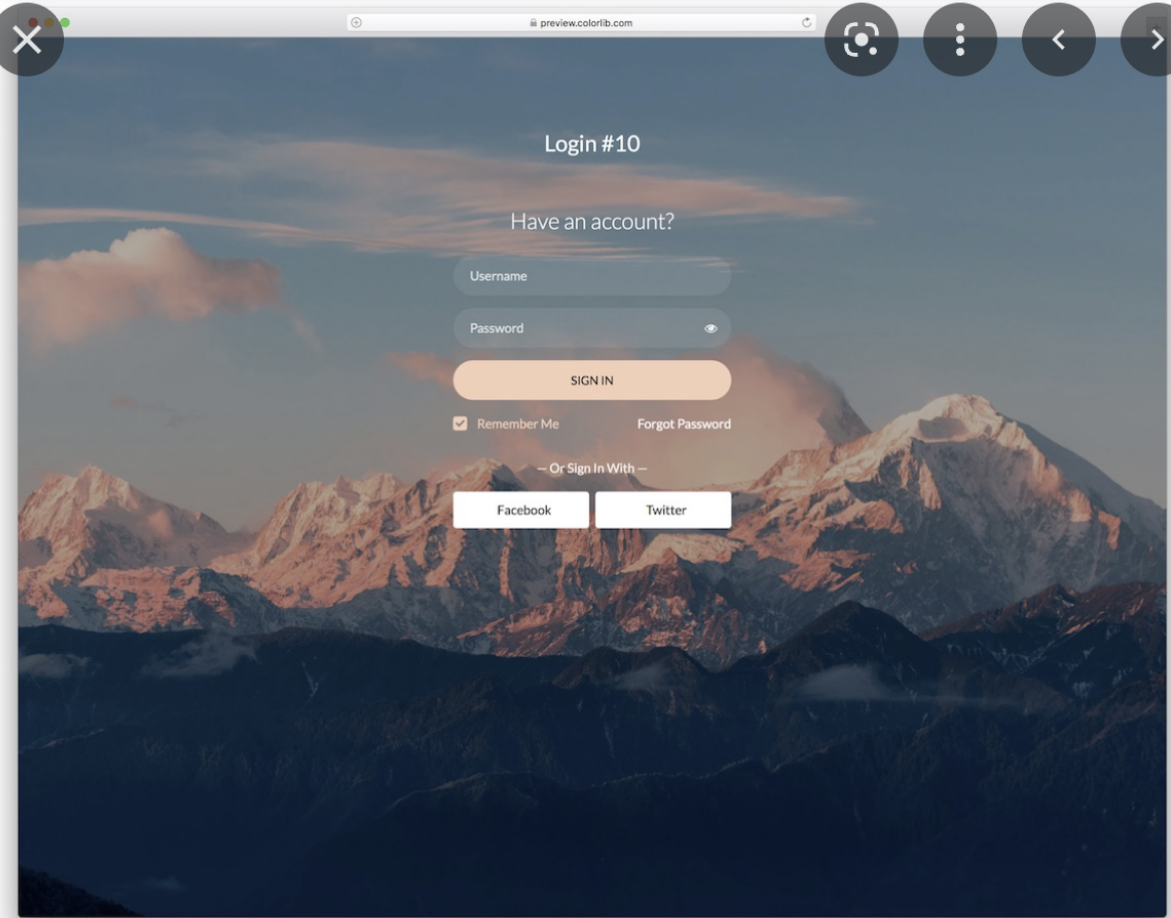 preview.colorlib.com
Login #10
Have an account?
Username
Password
SIGN IN
Remember Me Forgot Password
— Or Sign In With —
Facebook Twitter